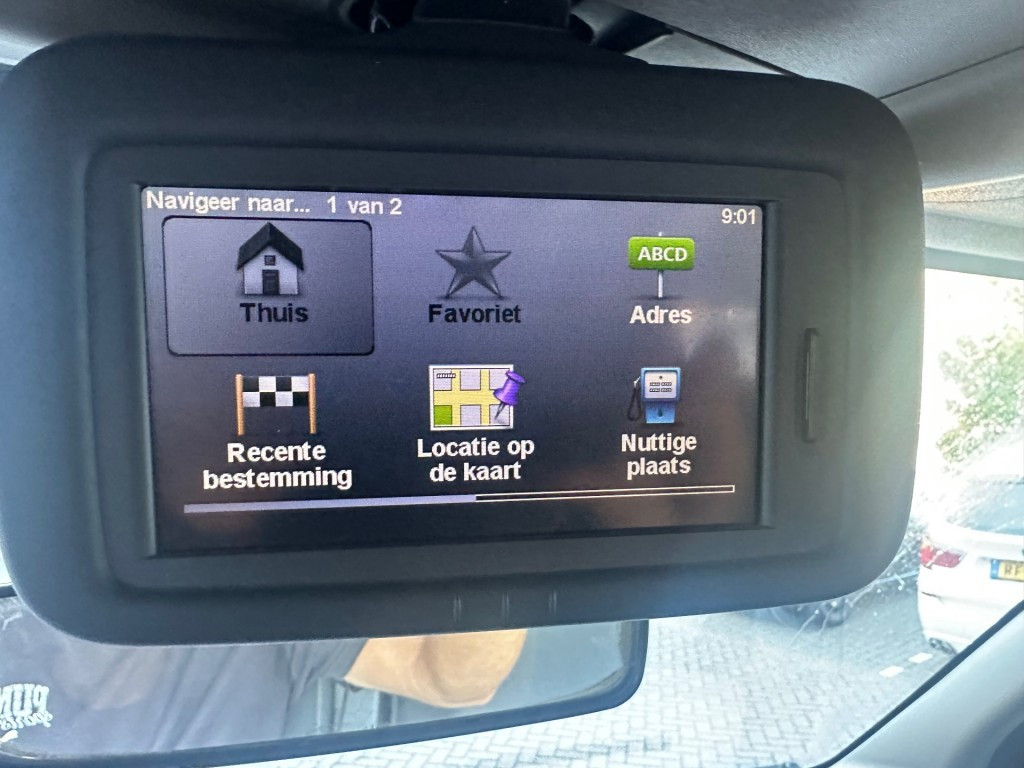 Navigeer naar... 1 van 2
9:01
Thuis
Favoriet
ABCD
Adres
Recente
bestemming
Locatie op
de kaart
Nuttige
plaats